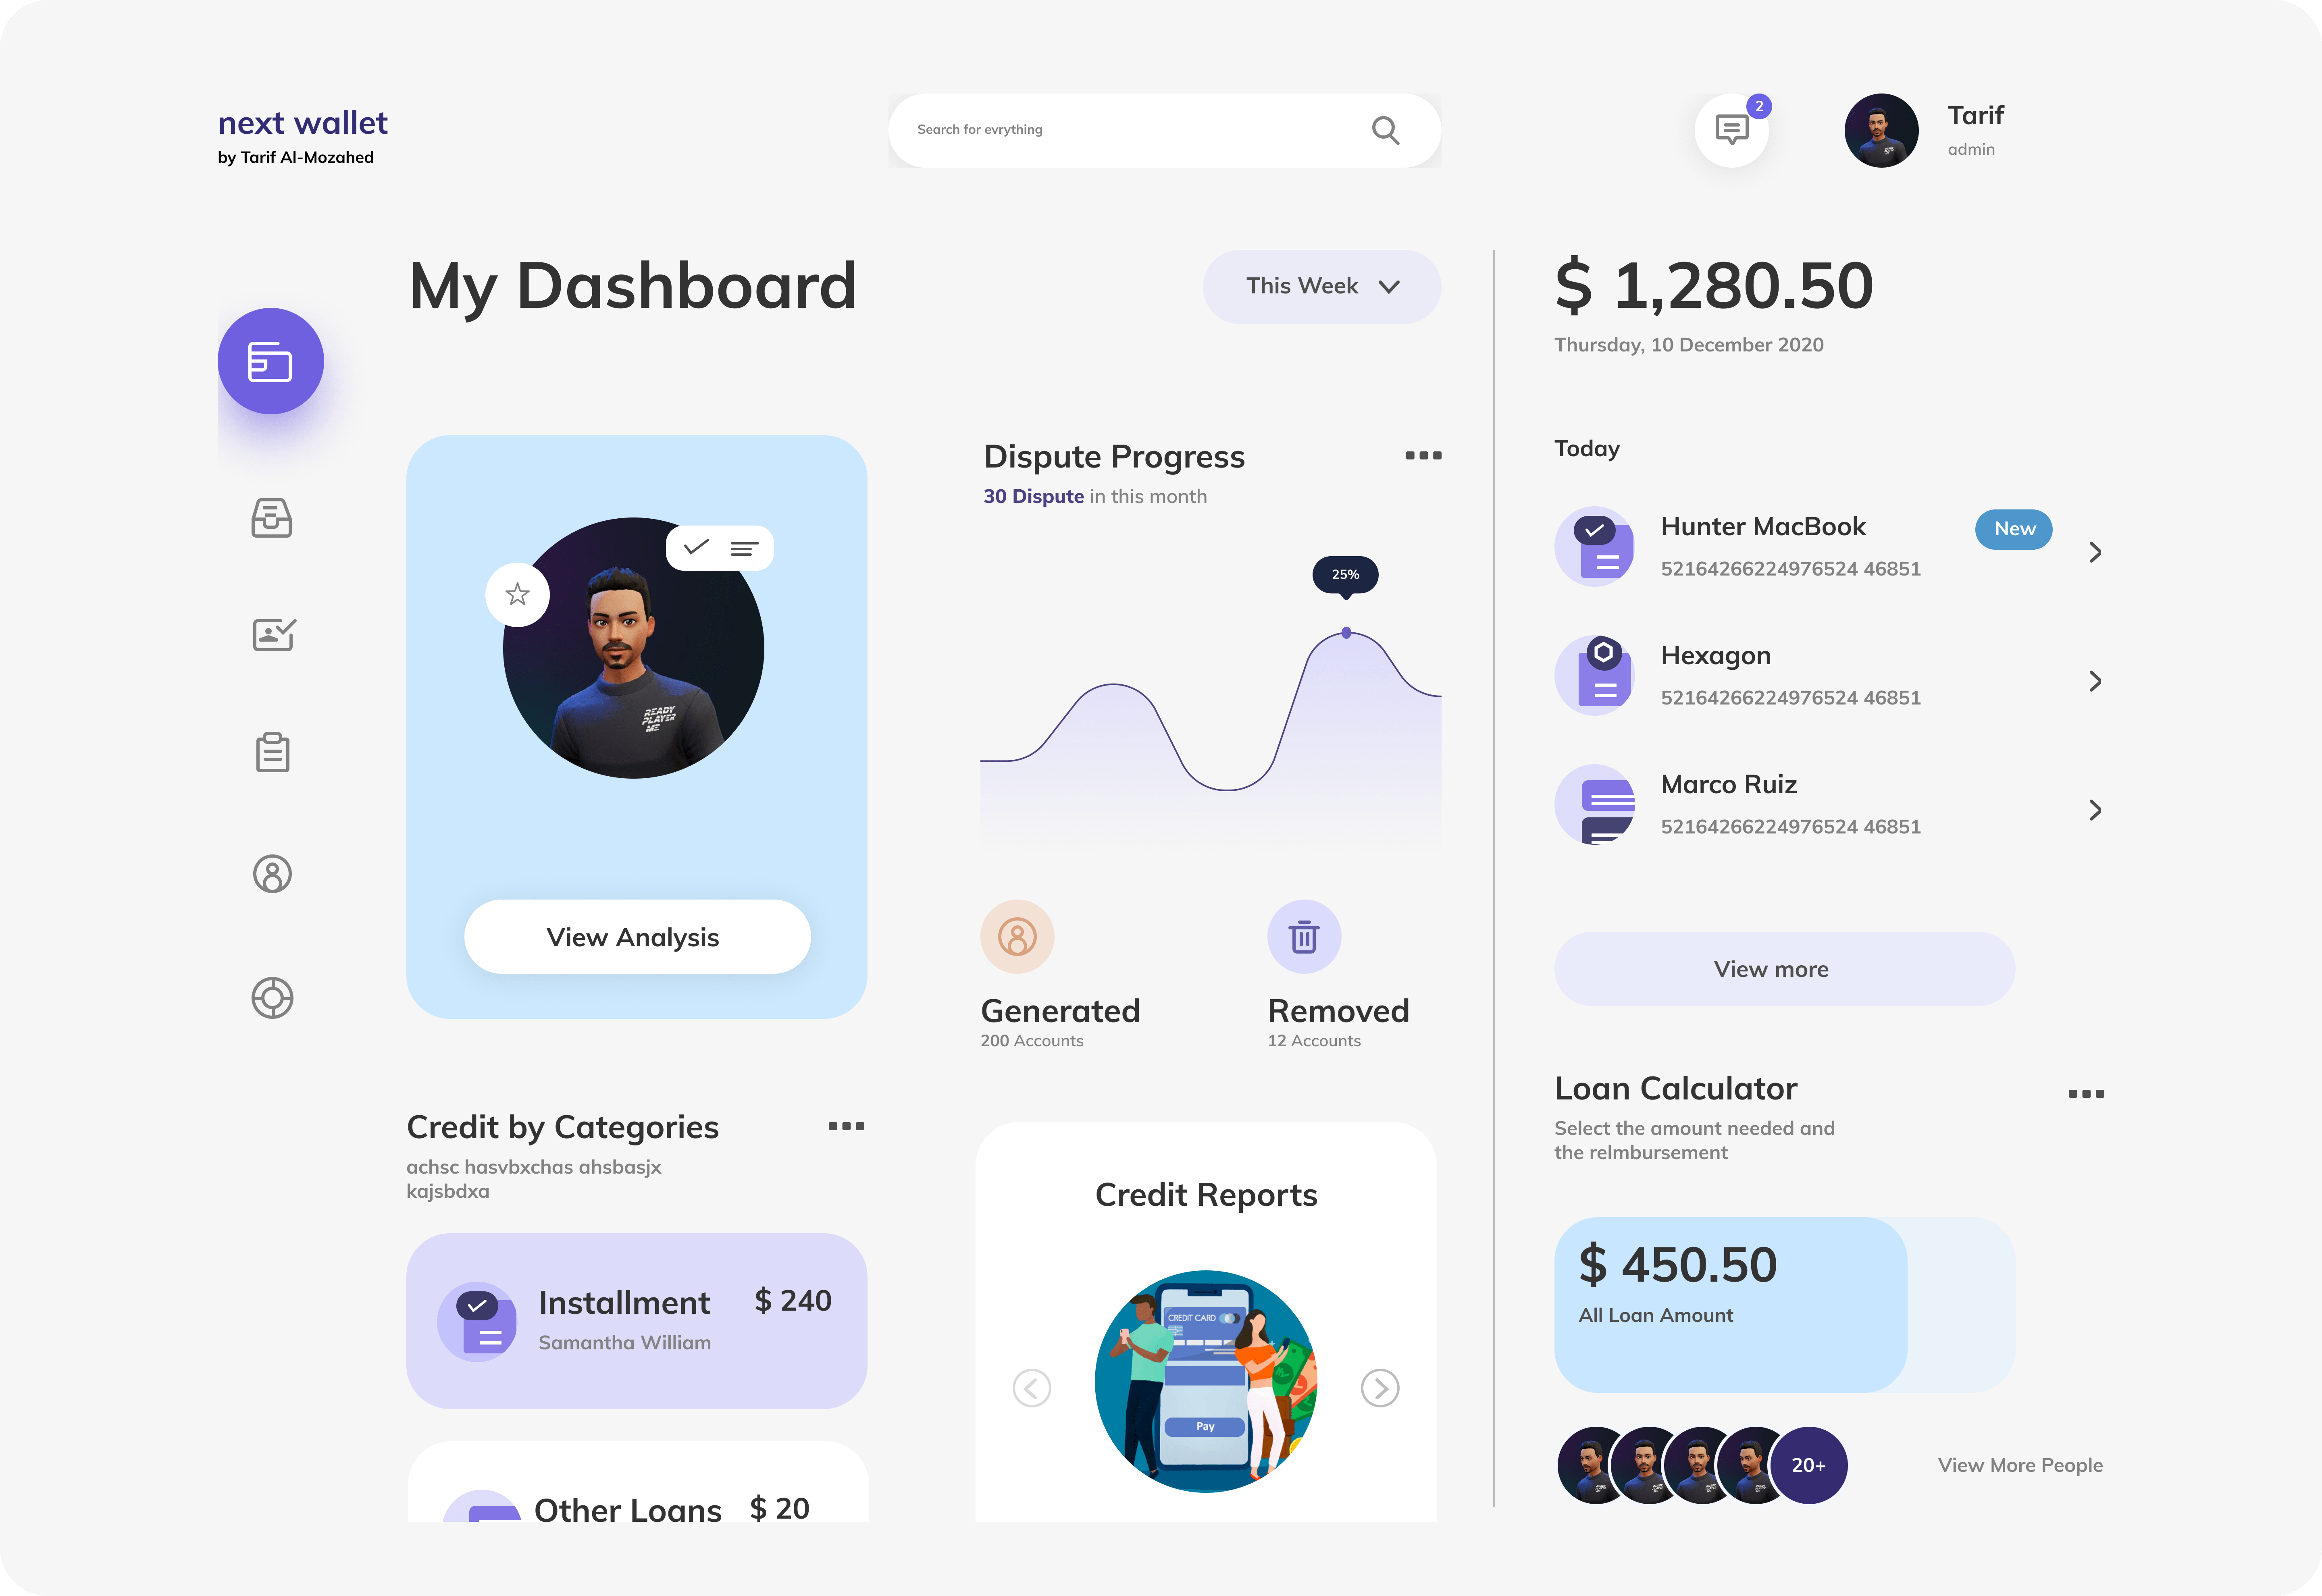 next wallet
by Tarif Al-Mozahed
Search for evrything
2
Tarif
admin
My Dashboard
This Week
$ 1,280.50
Thursday, 10 December 2020
READY
PLAYER
ME
View Analysis
Dispute Progress
30 Dispute in this month
25%
Generated
200 Accounts
Removed
12 Accounts
Today
Hunter MacBook
New
52164266224976524 46851
Hexagon
52164266224976524 46851
Marco Ruiz
52164266224976524 46851
View more
Credit by Categories
achsc hasvbxchas ahsbasjx
kajsbdxa
Installment
$ 240
Samantha William
Other Loans
$ 20
Credit Reports
CREDIT CARD
Pay
Loan Calculator
Select the amount needed and
the relmbursement
$ 450.50
All Loan Amount
20+
View More People